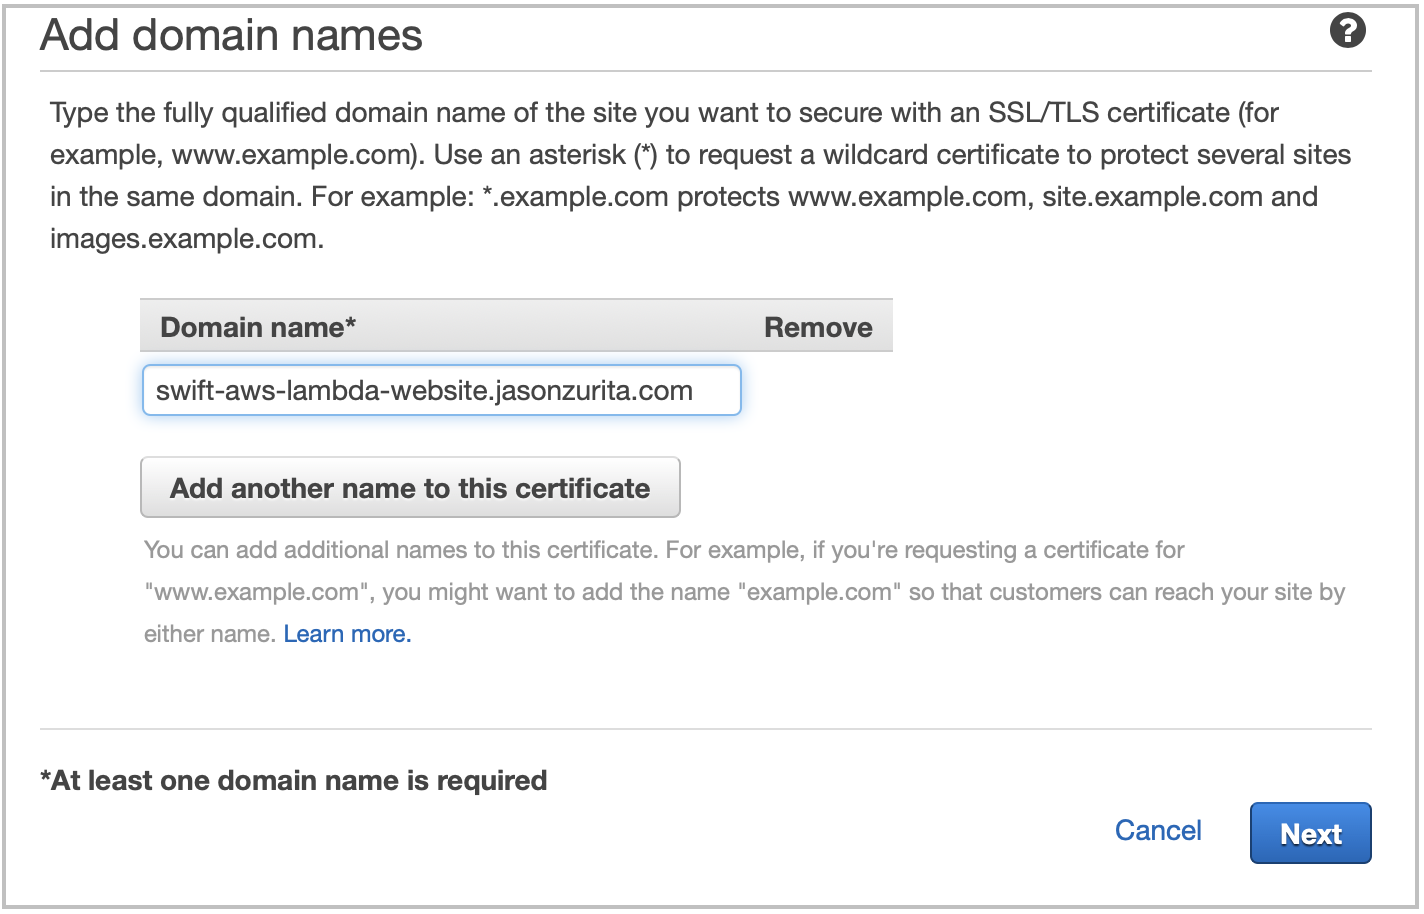 Add domain names
?
Type the fully qualified domain name of the site you want to secure with an SSL/TLS certificate (for
example, www.example.com). Use an asterisk (*) to request a wildcard certificate to protect several sites
in the same domain. For example: *.example.com protects www.example.com, site.example.com and
images.example.com.
Domain name* Remove
swift-aws-lambda-website.jasonzurita.com
Add another name to this certificate
You can add additional names to this certificate. For example, if you're requesting a certificate for
"www.example.com", you might want to add the name "example.com" so that customers can reach your site by
either name. Learn more.
*At least one domain name is required
Cancel Next